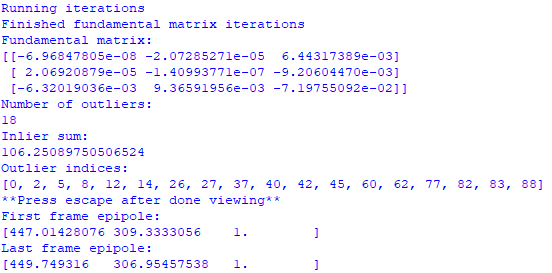 Running iterations
Finished fundamental matrix iterations
Fundamental matrix:
[[-6.96847805e-08 -2.07285271e-05  6.44317389e-03]
 [ 2.06920879e-05 -1.40993771e-07 -9.20604470e-03]
 [-6.32019036e-03  9.36591956e-03 -7.19755092e-02]]
Number of outliers:
18
Inlier sum:
106.25089750506524
Outlier indices:
[0, 2, 5, 8, 12, 14, 26, 27, 37, 40, 42, 45, 60, 62, 77, 82, 83, 88]
**Press escape after done viewing**
First frame epipole:
[447.01428076 309.3333056    1.        ]
Last frame epipole:
[449.749316   306.95457538   1.        ]